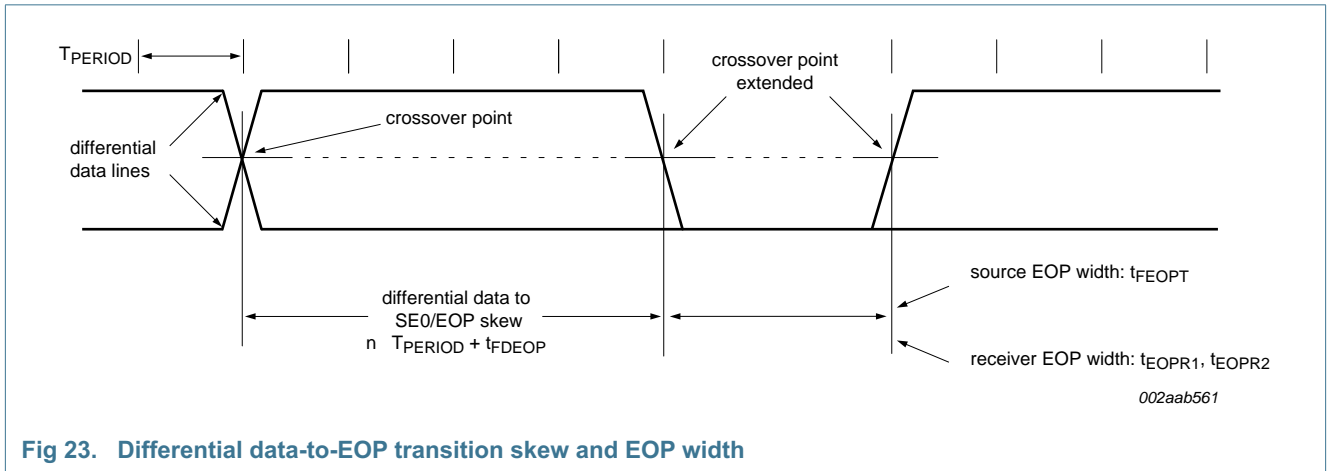 TPERIOD
crossover point
extended
crossover point
differential
data lines
source EOP width: tFEOPT
differential data to
SE0/EOP skew
n TPERIOD + tFDEOP
receiver EOP width: tEOPR1, tEOPR2
002aab561
Fig 23. Differential data-to-EOP transition skew and EOP width